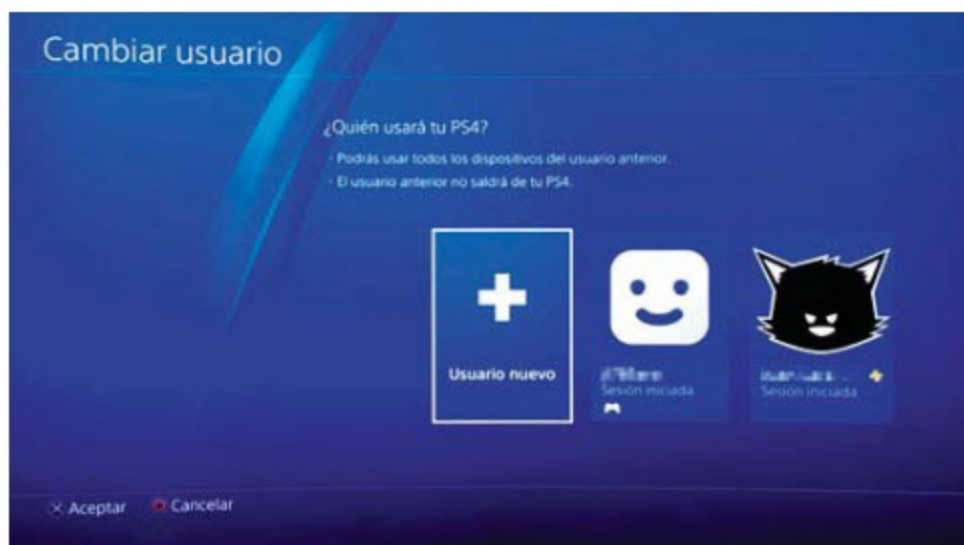 Cambiar usuario
¿Quién usará tu PS4?
· Podrás usar todos los dispositivos del usuario anterior.
· El usuario anterior no saldrá de tu PS4.
Usuario nuevo
Sesión iniciada
Sesión iniciada
Aceptar
Cancelar